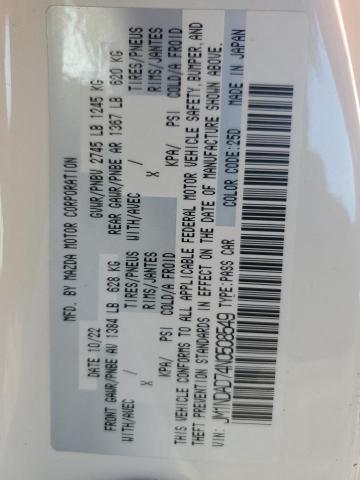 MFD. BY MAZDA MOTOR CORPORATION
DATE 10/22 GVWR/PNBV 2745 LB 1245 KG
FRONT GAWR/PNBE AV 1384 LB 628 KG REAR GAWR/PNBE AR 1367 LB 620 KG
WITH/AVEC / TIRES/PNEUS WITH/AVEC / TIRES/PNEUS
X RIMS/JANTES X RIMS/JANTES
KPA/ PSI COLD/A FROID KPA/ PSI COLD/A FROID
THIS VEHICLE CONFORMS TO ALL APPLICABLE FEDERAL MOTOR VEHICLE SAFETY, BUMPER, AND
THEFT PREVENTION STANDARDS IN EFFECT ON THE DATE OF MANUFACTURE SHOWN ABOVE.
JM1NDAD74N0508649 TYPE:PASS CAR COLOR CODE:25D MADE IN JAPAN